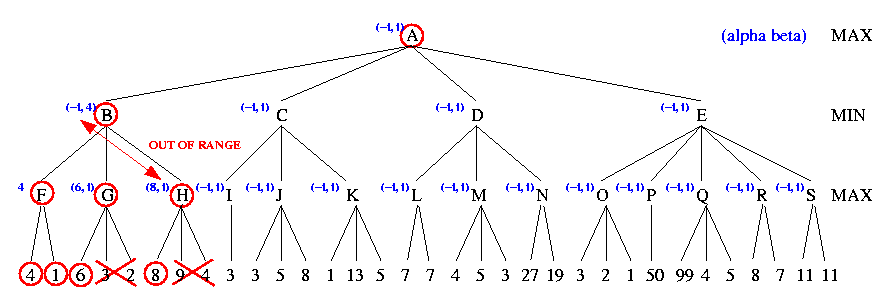 (−1, 1) A (alpha beta) MAX
(−1, 4) B (−1, 1) C (−1, 1) D (−1, 1) E MIN
OUT OF RANGE
4 F (6, 1) G (8, 1) H (−1, 1) I (−1, 1) J (−1, 1) K (−1, 1) L (−1, 1) M (−1, 1) N (−1, 1) O (−1, 1) P (−1, 1) Q (−1, 1) R (−1, 1) S MAX
4 1 6 3 2 8 9 4 3 3 5 8 1 13 5 7 7 4 5 3 27 19 3 2 1 50 99 4 5 8 7 11 11